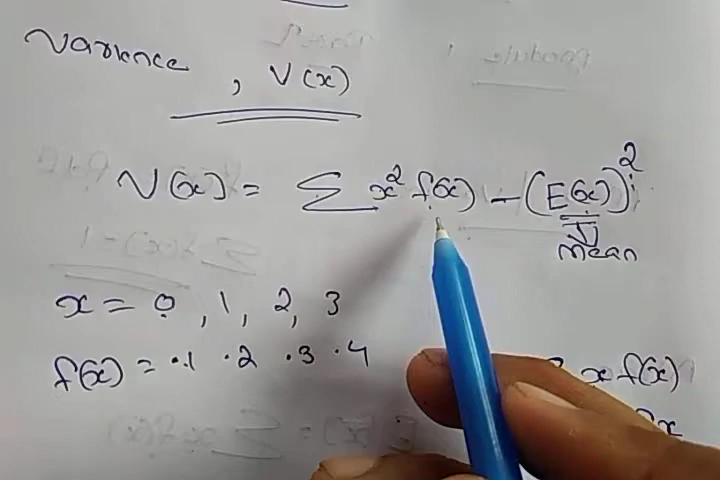 Variance, V(x)
V(x) = Σ x² f(x) - (E(x))²
Mean
x = 0, 1, 2, 3
f(x) = .1 .2 .3 .4
x f(x)